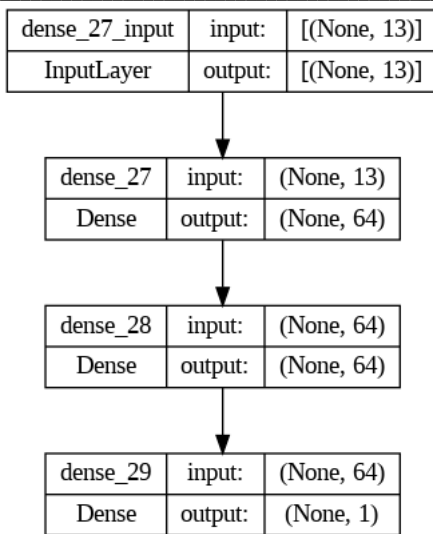 dense_27_input input: [(None, 13)]
InputLayer output: [(None, 13)]
dense_27 input: (None, 13)
Dense output: (None, 64)
dense_28 input: (None, 64)
Dense output: (None, 64)
dense_29 input: (None, 64)
Dense output: (None, 1)